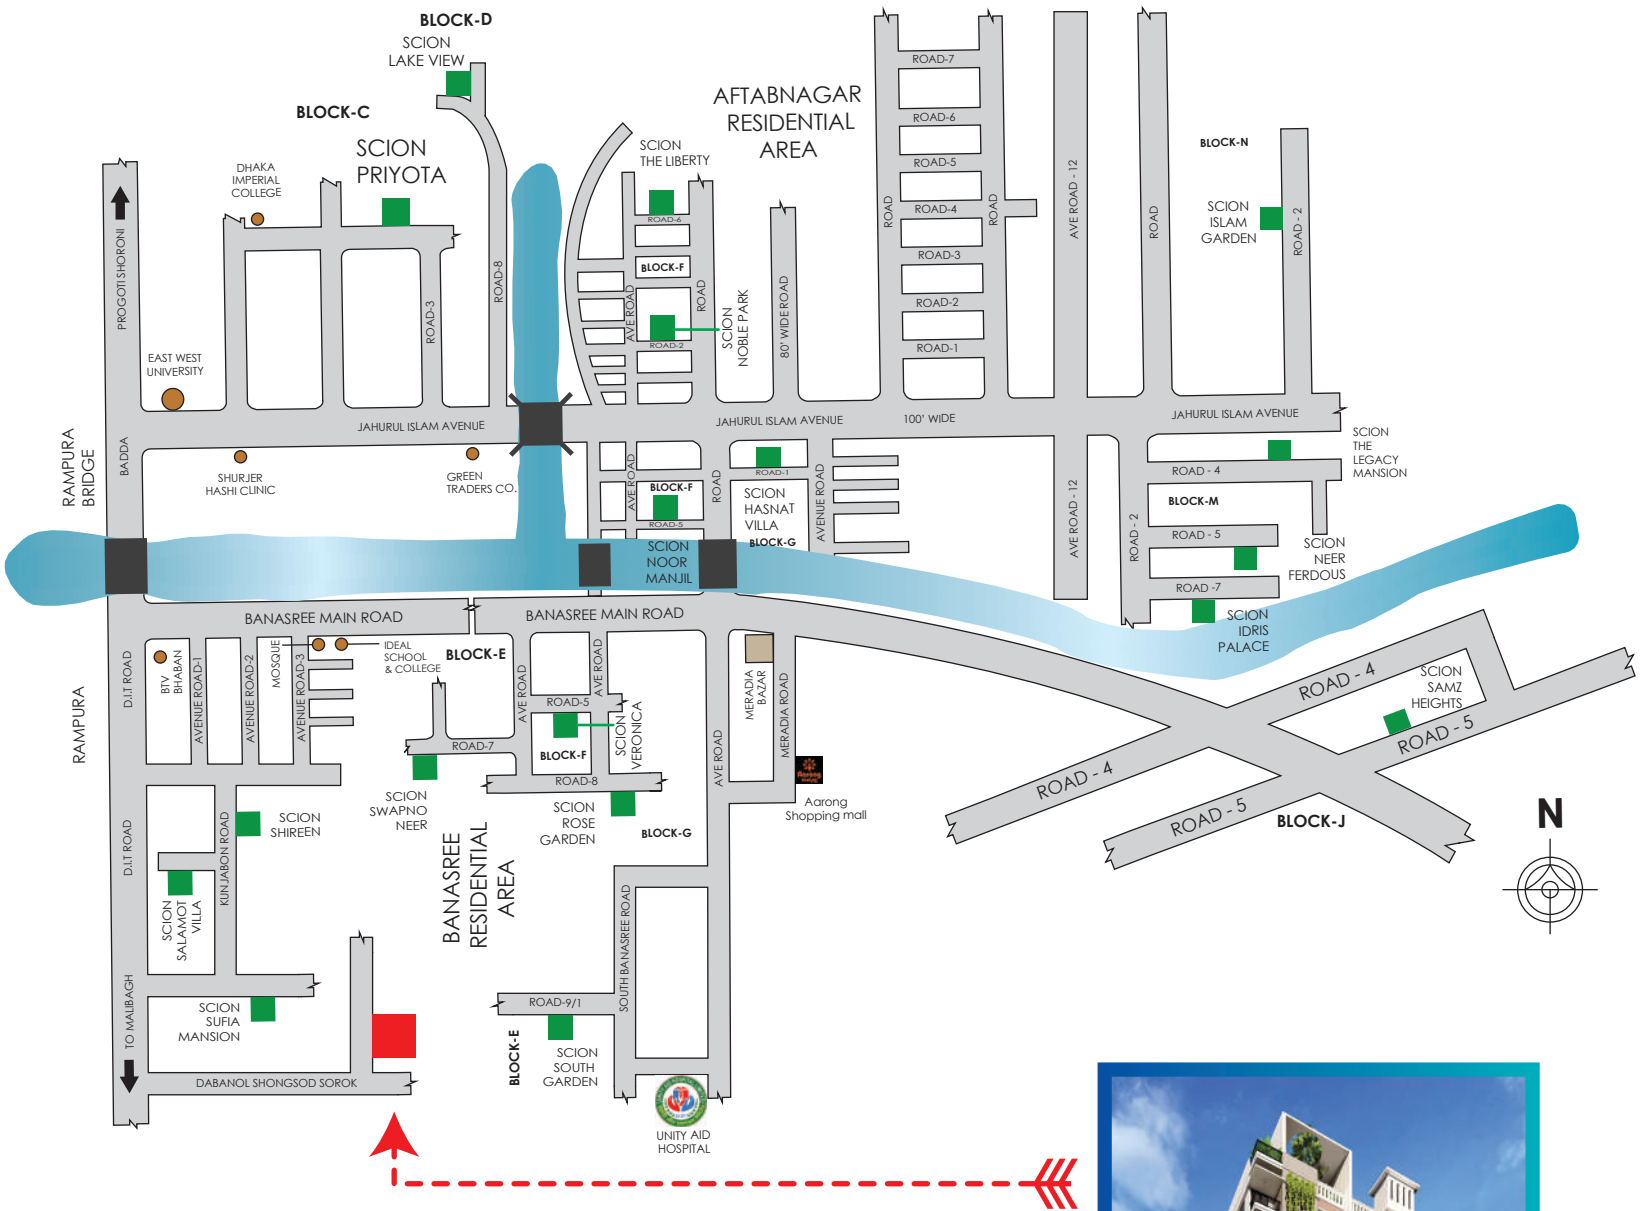 BLOCK-D
SCION
LAKE VIEW
BLOCK-C
SCION
PRIYOTA
DHAKA
IMPERIAL
COLLEGE
PROGOTI SHORONI
EAST WEST
UNIVERSITY
ROAD-3
ROAD-8
SCION
THE LIBERTY
ROAD-6
BLOCK-F
AVE ROAD
ROAD
ROAD-2
SCION
NOBLE PARK
AFTABNAGAR
RESIDENTIAL
AREA
80' WIDE ROAD
ROAD
ROAD-7
ROAD-6
ROAD-5
ROAD-4
ROAD-3
ROAD-2
ROAD-1
ROAD
AVE ROAD - 12
ROAD
BLOCK-N
SCION
ISLAM
GARDEN
ROAD - 2
JAHURUL ISLAM AVENUE
JAHURUL ISLAM AVENUE
100' WIDE
JAHURUL ISLAM AVENUE
RAMPURA
BRIDGE
BADDA
SHURJER
HASHI CLINIC
GREEN
TRADERS CO.
AVE ROAD
BLOCK-F
ROAD-5
ROAD
ROAD-1
SCION
HASNAT
VILLA
BLOCK-G
AVENUE ROAD
SCION
NOOR
MANJIL
AVE ROAD - 12
ROAD - 2
ROAD - 4
BLOCK-M
ROAD - 5
ROAD -7
SCION
THE
LEGACY
MANSION
SCION
NEER
FERDOUS
SCION
IDRIS
PALACE
BANASREE MAIN ROAD
BANASREE MAIN ROAD
RAMPURA
D.I.T ROAD
BTV
BHABAN
AVENUE ROAD-1
AVENUE ROAD-2
MOSQUE
AVENUE ROAD-3
IDEAL
SCHOOL
& COLLEGE
BLOCK-E
AVE ROAD
AVE ROAD
ROAD-5
SCION
VERONICA
BLOCK-F
ROAD-7
ROAD-8
SCION
SWAPNO
NEER
SCION
ROSE
GARDEN
BLOCK-G
AVE ROAD
MERADIA
BAZAR
MERADIA ROAD
Aarong
Aarong
Shopping mall
ROAD - 4
SCION
SAMZ
HEIGHTS
ROAD - 5
ROAD - 4
ROAD - 5
BLOCK-J
N
D.I.T ROAD
KUNJABON ROAD
SCION
SHIREEN
SCION
SALAMOT
VILLA
BANASREE
RESIDENTIAL
AREA
SOUTH BANASREE ROAD
TO MALIBAGH
SCION
SUFIA
MANSION
ROAD-9/1
BLOCK-E
SCION
SOUTH
GARDEN
DABANOL SHONGSOD SOROK
UNITY AID
HOSPITAL